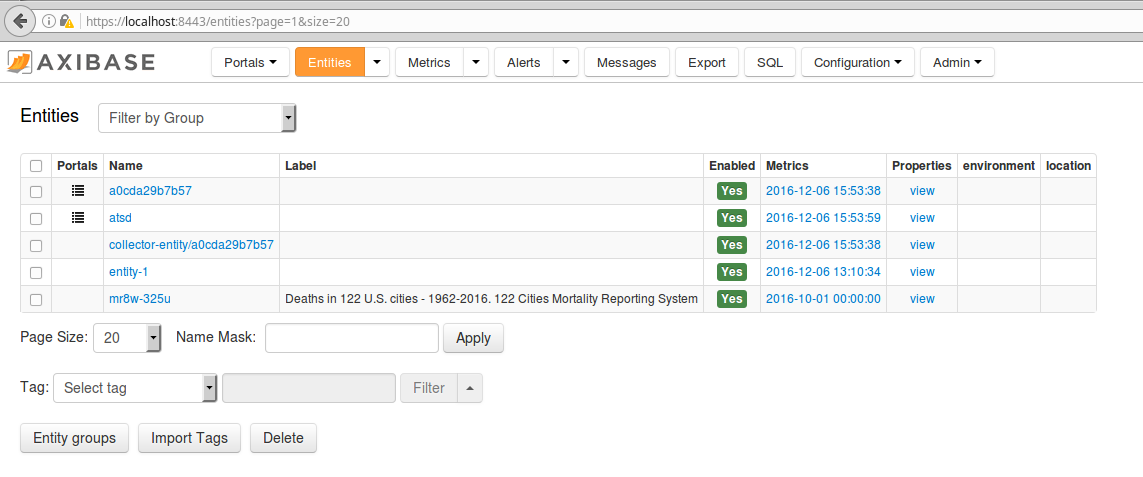 https://localhost:8443/entities?page=1&size=20
AXIBASE Portals Entities Metrics Alerts Messages Export SQL Configuration Admin
Entities Filter by Group
Portals Name Label Enabled Metrics Properties environment location
a0cda29b7b57 Yes 2016-12-06 15:53:38 view
atsd Yes 2016-12-06 15:53:59 view
collector-entity/a0cda29b7b57 Yes 2016-12-06 15:53:38 view
entity-1 Yes 2016-12-06 13:10:34 view
mr8w-325u Deaths in 122 U.S. cities - 1962-2016. 122 Cities Mortality Reporting System Yes 2016-10-01 00:00:00 view
Page Size: 20 Name Mask: Apply
Tag: Select tag Filter
Entity groups Import Tags Delete